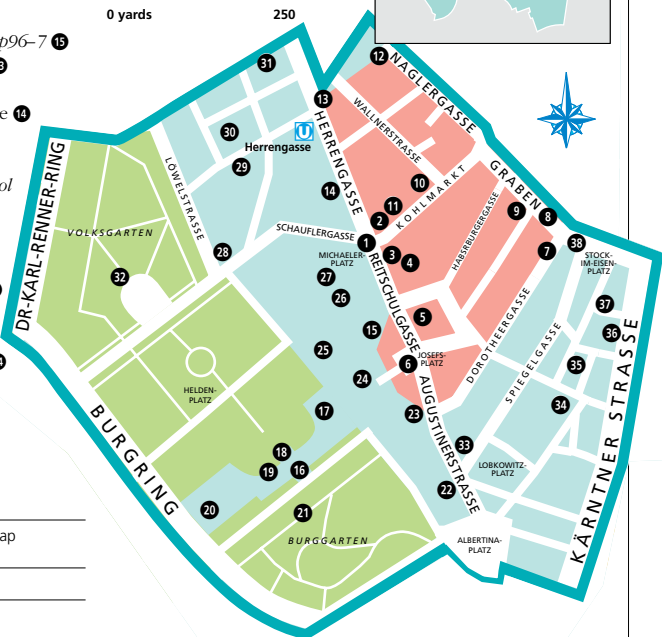 0 yards 250
p96–7 15
3
e 14
ol
4
ap
12
NAGLERGASSE
31
13
WALLNERSTRASSE
30
U
Herrengasse
HERRENGASSE
GRABEN
DR-KARL-RENNER-RING
LÖWELSTRASSE
29
14
10
11
2
KOHLMARKT
HABSRURGERGASSE
9
8
VOLKSGARTEN
SCHAUFLERGASSE
1
28
MICHAELER-
PLATZ
3
4
7
38
STOCK-
IM-EISEN-
PLATZ
32
27
26
REITSCHULGASSE
DOROTHEERGASSE
37
36
15
5
SPIEGELGASSE
25
6
JOSEFS-
PLATZ
35
24
HELDEN-
PLATZ
17
23
AUGUSTINERSTRASSE
34
KÄRNTNER STRASSE
BURGRING
18
19
16
33
LOBKOWITZ-
PLATZ
20
21
22
BURGGARTEN
ALBERTINA-
PLATZ